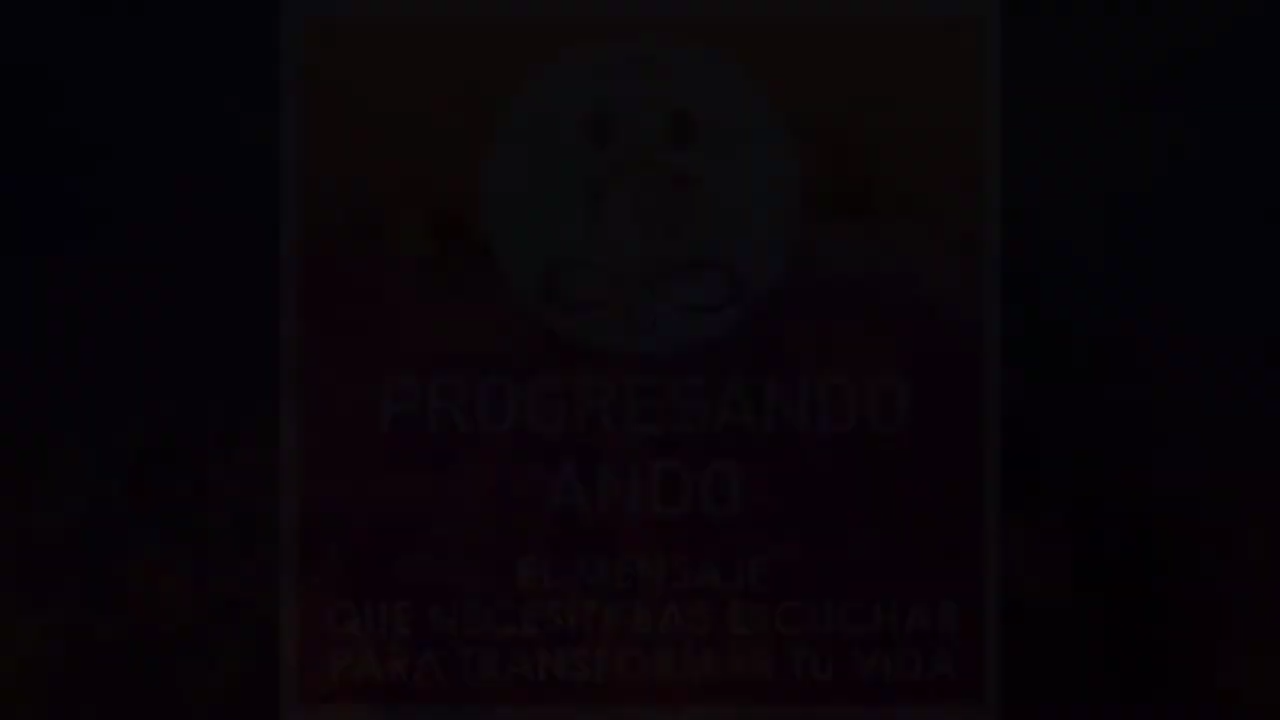 PROGRESANDO
ANDO
EL MENSAJE
QUE NECESITABAS ESCUCHAR
PARA TRANSFORMAR TU VIDA